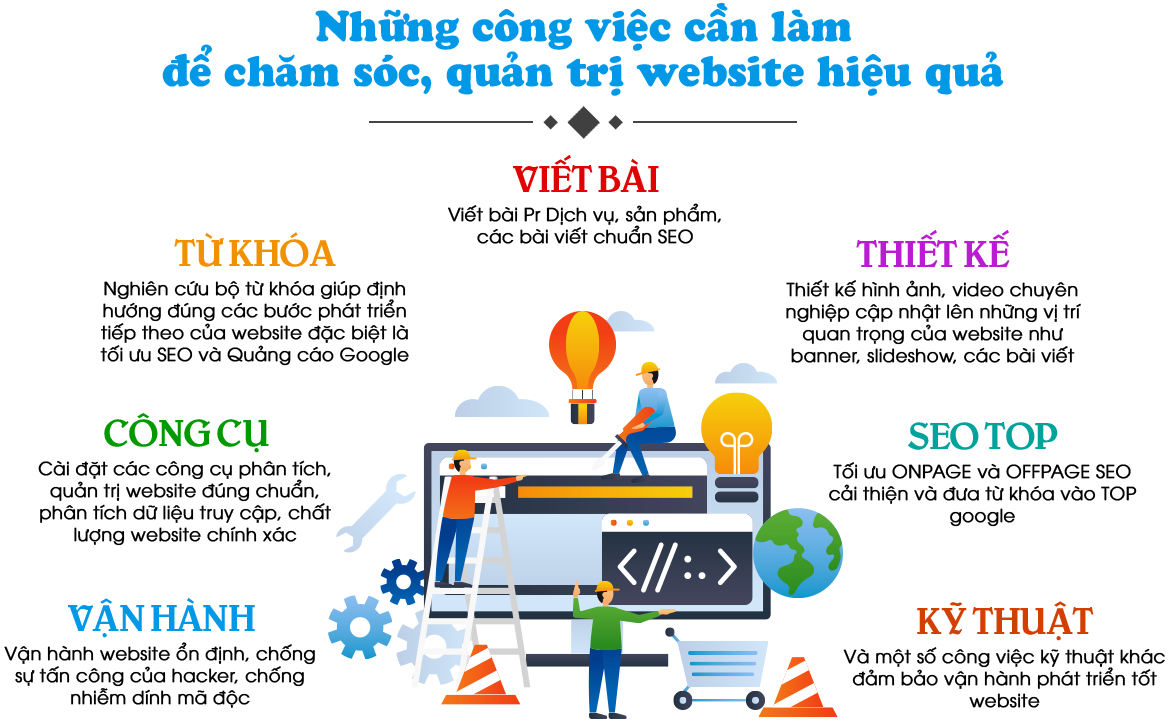 Những công việc cần làm
để chăm sóc, quản trị website hiệu quả
VIẾT BÀI
Viết bài Pr Dịch vụ, sản phẩm,
các bài viết chuẩn SEO
TỪ KHÓA
Nghiên cứu bộ từ khóa giúp định
hướng đúng các bước phát triển
tiếp theo của website đặc biệt là
tối ưu SEO và Quảng cáo Google
THIẾT KẾ
Thiết kế hình ảnh, video chuyên
nghiệp cập nhật lên những vị trí
quan trọng của website như
banner, slideshow, các bài viết
CÔNG CỤ
Cài đặt các công cụ phân tích,
quản trị website đúng chuẩn,
phân tích dữ liệu truy cập, chất
lượng website chính xác
SEO TOP
Tối ưu ONPAGE và OFFPAGE SEO
cải thiện và đưa từ khóa vào TOP
google
<//:.>
VẬN HÀNH
Vận hành website ổn định, chống
sự tấn công của hacker, chống
nhiễm dính mã độc
KỸ THUẬT
Và một số công việc kỹ thuật khác
đảm bảo vận hành phát triển tốt
website